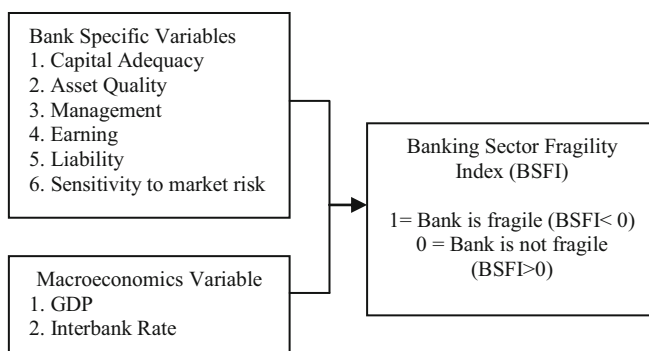 Bank Specific Variables
1. Capital Adequacy
2. Asset Quality
3. Management
4. Earning
5. Liability
6. Sensitivity to market risk
Macroeconomics Variable
1. GDP
2. Interbank Rate
Banking Sector Fragility
Index (BSFI)
1= Bank is fragile (BSFI< 0)
0 = Bank is not fragile
(BSFI>0)